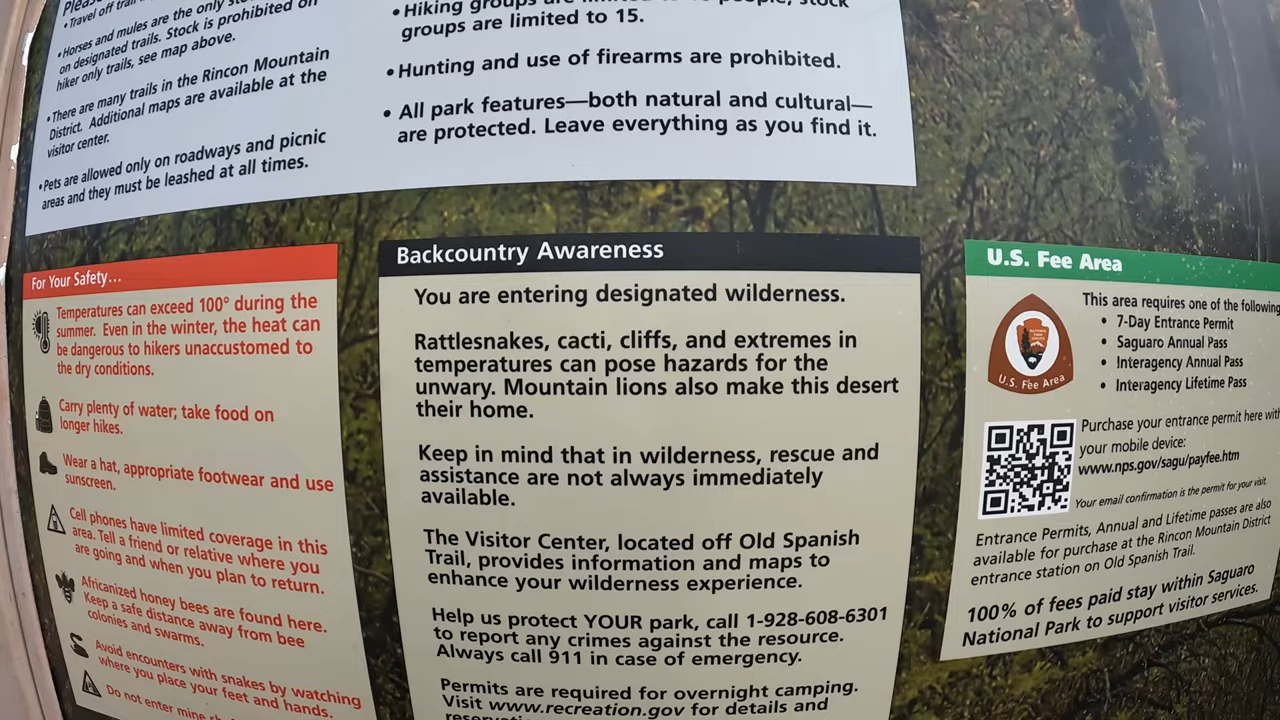 Please
• Travel off trail
• Horses and mules are the only
on designated trails. Stock is prohibited on
hiker only trails, see map above.
• There are many trails in the Rincon Mountain
District. Additional maps are available at the
visitor center.
• Pets are allowed only on roadways and picnic
areas and they must be leashed at all times.
• Hiking groups are limited to people, stock
groups are limited to 15.
• Hunting and use of firearms are prohibited.
• All park features—both natural and cultural—
are protected. Leave everything as you find it.
For Your Safety...
Temperatures can exceed 100° during the
summer. Even in the winter, the heat can
be dangerous to hikers unaccustomed to
the dry conditions.
Carry plenty of water; take food on
longer hikes.
Wear a hat, appropriate footwear and use
sunscreen.
Cell phones have limited coverage in this
area. Tell a friend or relative where you
are going and when you plan to return.
Africanized honey bees are found here.
Keep a safe distance away from bee
colonies and swarms.
Avoid encounters with snakes by watching
where you place your feet and hands.
Do not enter mine
Backcountry Awareness
You are entering designated wilderness.
Rattlesnakes, cacti, cliffs, and extremes in
temperatures can pose hazards for the
unwary. Mountain lions also make this desert
their home.
Keep in mind that in wilderness, rescue and
assistance are not always immediately
available.
The Visitor Center, located off Old Spanish
Trail, provides information and maps to
enhance your wilderness experience.
Help us protect YOUR park, call 1-928-608-6301
to report any crimes against the resource.
Always call 911 in case of emergency.
Permits are required for overnight camping.
Visit www.recreation.gov for details and
U.S. Fee Area
This area requires one of the following
• 7-Day Entrance Permit
• Saguaro Annual Pass
• Interagency Annual Pass
• Interagency Lifetime Pass
U.S. Fee Area
Purchase your entrance permit here with
your mobile device:
www.nps.gov/sagu/payfee.htm
Your email confirmation is the permit for your visit.
Entrance Permits, Annual and Lifetime passes are also
available for purchase at the Rincon Mountain District
entrance station on Old Spanish Trail.
100% of fees paid stay within Saguaro
National Park to support visitor services.